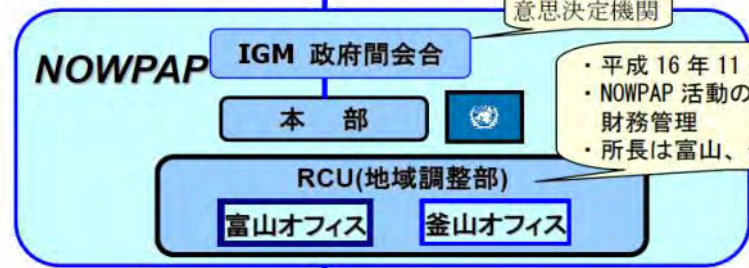 意思決定機関
NOWPAP
IGM 政府間会合
・平成 16 年 11
・NOWPAP 活動の
財務管理
・所長は富山、
本 部
RCU(地域調整部)
富山オフィス
釜山オフィス